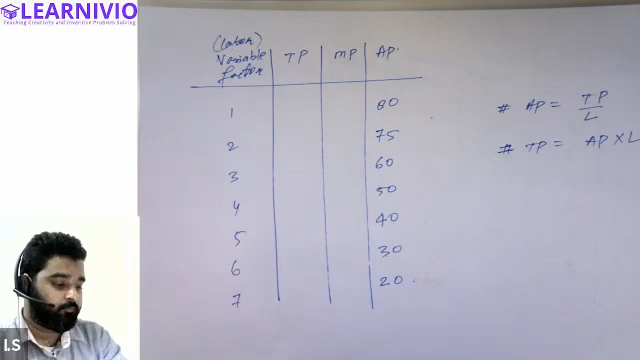 LEARNIVIO
Teaching Creativity and Inventive Problem Solving
(Labor)
Variable factor | TP | MP | AP
1 80
2 75
3 60
4 50
5 40
6 30
7 20
# AP = TP / L
# TP = AP × L
I.S